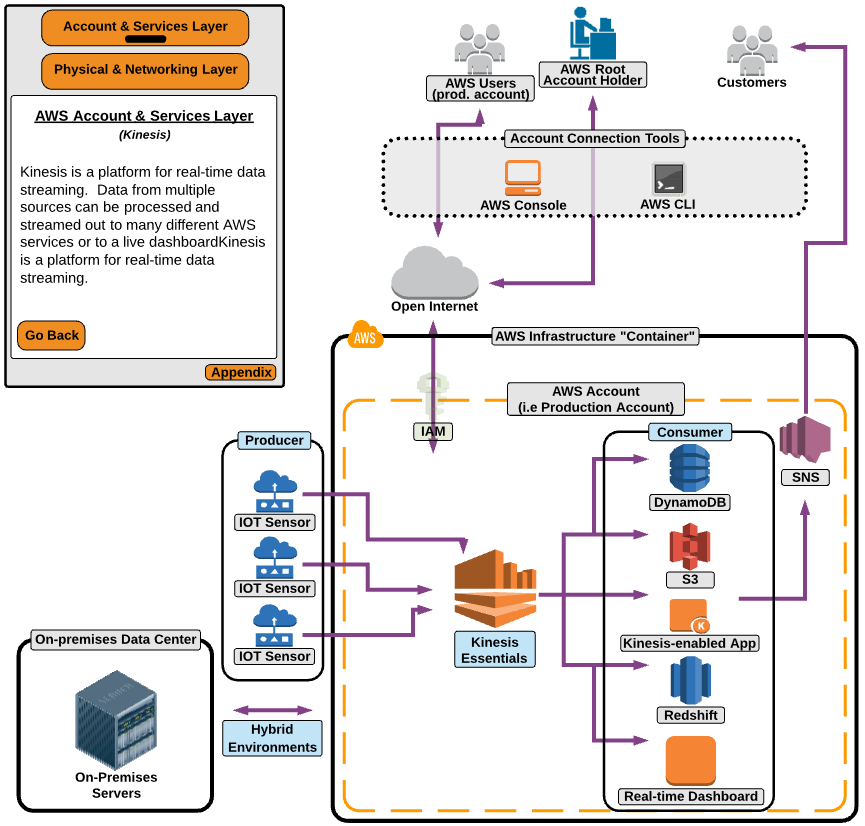 Account & Services Layer
Physical & Networking Layer
AWS Account & Services Layer
(Kinesis)
Kinesis is a platform for real-time data
streaming.  Data from multiple
sources can be processed and
streamed out to many different AWS
services or to a live dashboardKinesis
is a platform for real-time data
streaming.
Go Back
Appendix
AWS Users
(prod. account)
AWS Root
Account Holder
Customers
Account Connection Tools
AWS Console
AWS CLI
Open Internet
AWS
AWS Infrastructure "Container"
AWS Account
(i.e Production Account)
IAM
Producer
IOT Sensor
IOT Sensor
IOT Sensor
Kinesis
Essentials
Consumer
DynamoDB
S3
K
Kinesis-enabled App
Redshift
Real-time Dashboard
SNS
On-premises Data Center
On-Premises
Servers
Hybrid
Environments